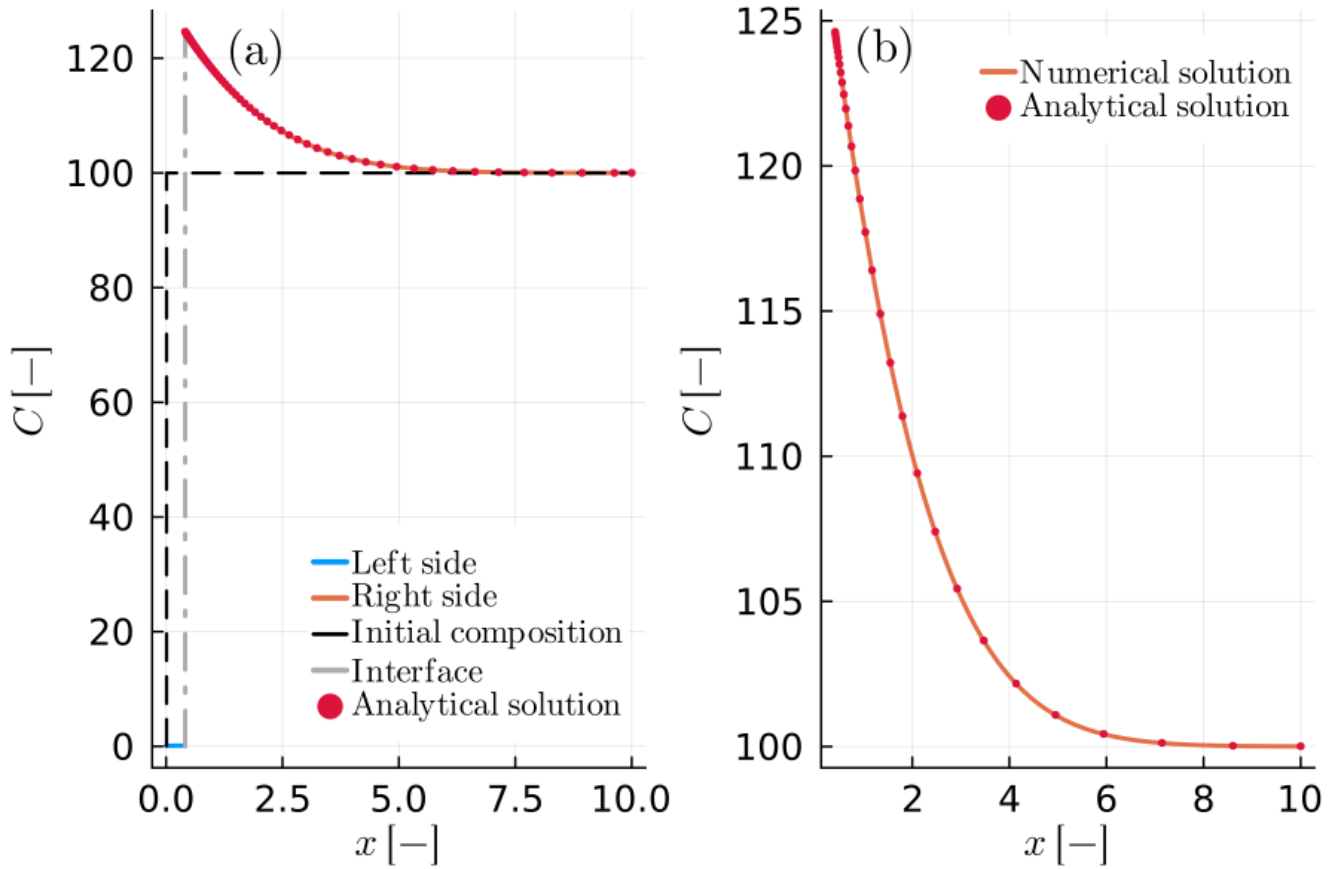 (a)
120
100
80
60
40
20
0
C [−]
Left side
Right side
Initial composition
Interface
Analytical solution
0.0 2.5 5.0 7.5 10.0
x [−]
(b)
125
120
115
110
105
100
C [−]
Numerical solution
Analytical solution
2 4 6 8 10
x [−]